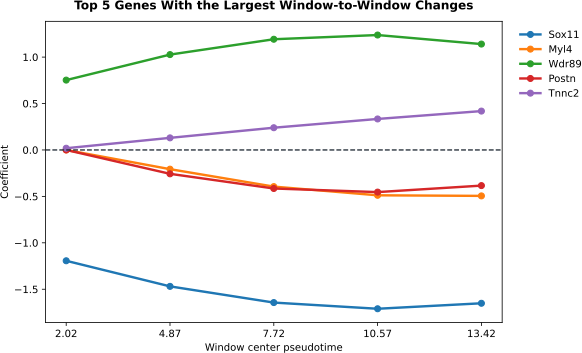 Top 5 Genes With the Largest Window-to-Window Changes
Sox11
Myl4
Wdr89
Postn
Tnnc2
Coefficient
1.0
0.5
0.0
−0.5
−1.0
−1.5
2.02 4.87 7.72 10.57 13.42
Window center pseudotime